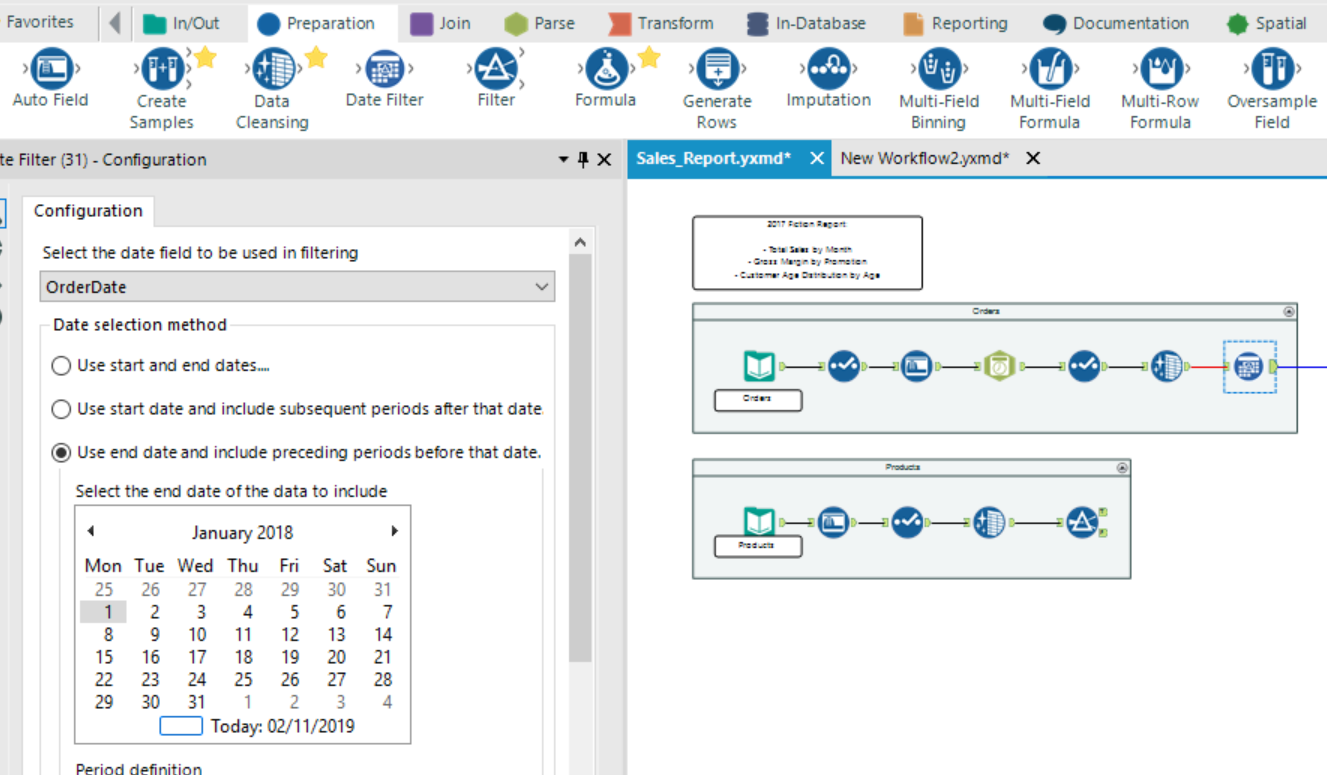 Favorites In/Out Preparation Join Parse Transform In-Database Reporting Documentation Spatial
Auto Field Create Samples Data Cleansing Date Filter Filter Formula Generate Rows Imputation Multi-Field Binning Multi-Field Formula Multi-Row Formula Oversample Field
te Filter (31) - Configuration
Sales_Report.yxmd* New Workflow2.yxmd*
Configuration
Select the date field to be used in filtering
OrderDate
Date selection method
Use start and end dates....
Use start date and include subsequent periods after that date
Use end date and include preceding periods before that date.
Select the end date of the data to include
January 2018
Mon Tue Wed Thu Fri Sat Sun
25 26 27 28 29 30 31
1 2 3 4 5 6 7
8 9 10 11 12 13 14
15 16 17 18 19 20 21
22 23 24 25 26 27 28
29 30 31 1 2 3 4
Today: 02/11/2019
Period definition
2017 Fiction Report
- Total Sales by Month
- Gross Margin by Promotion
- Customer Age Distribution by Age
Orders
Orders
Products
Products